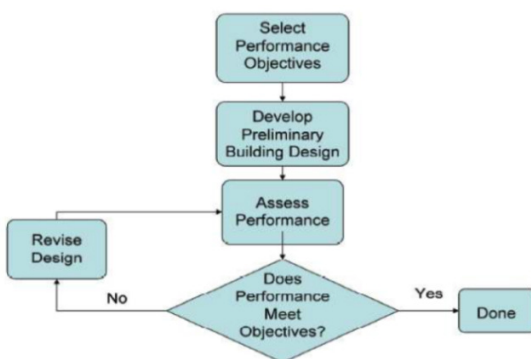 Select
Performance
Objectives
Develop
Preliminary
Building Design
Assess
Performance
Revise
Design
Does
Performance
Meet
Objectives?
No
Yes
Done